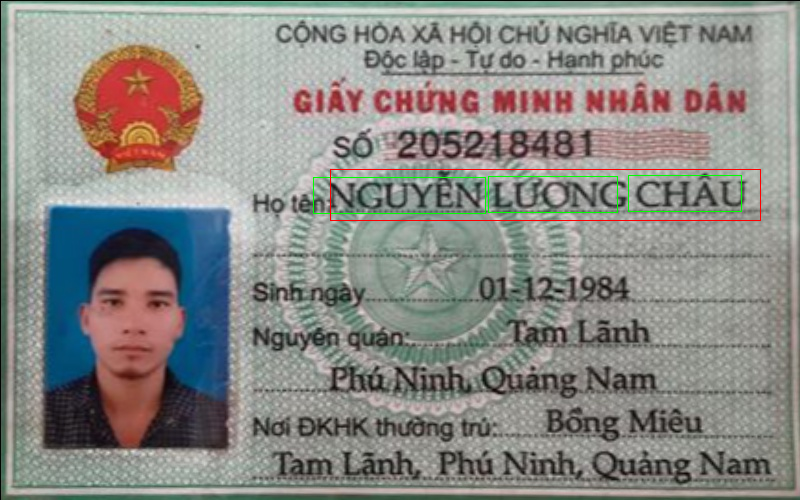 CỘNG HÒA XÃ HỘI CHỦ NGHĨA VIỆT NAM
Độc lập - Tự do - Hạnh phúc
GIẤY CHỨNG MINH NHÂN DÂN
SỐ 205218481
Họ tên: NGUYỄN LƯƠNG CHÂU
Sinh ngày 01-12-1984
Nguyên quán: Tam Lãnh
Phú Ninh, Quảng Nam
Nơi ĐKHK thường trú: Bồng Miêu
Tam Lãnh, Phú Ninh, Quảng Nam
VIỆT NAM